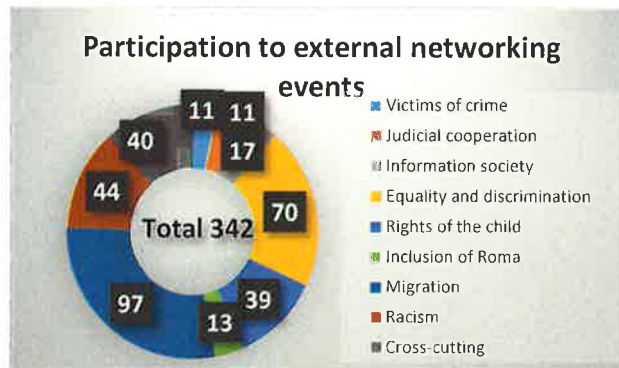 Participation to external networking
events
11
11
17
40
44
70
Total 342
97
13
39
Victims of crime
Judicial cooperation
Information society
Equality and discrimination
Rights of the child
Inclusion of Roma
Migration
Racism
Cross-cutting